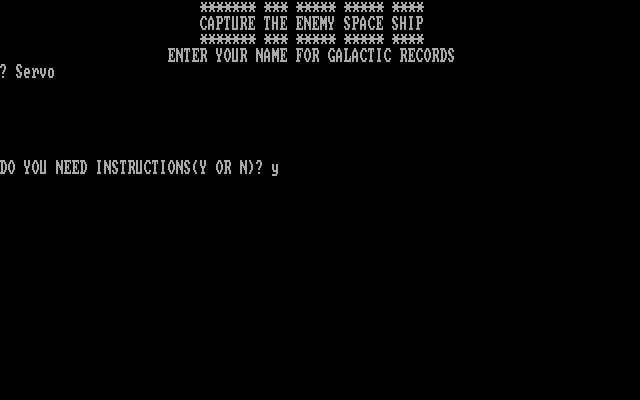 ******* *** ***** ***** ****
CAPTURE THE ENEMY SPACE SHIP
******* *** ***** ***** ****
ENTER YOUR NAME FOR GALACTIC RECORDS
? Servo
DO YOU NEED INSTRUCTIONS(Y OR N)? y